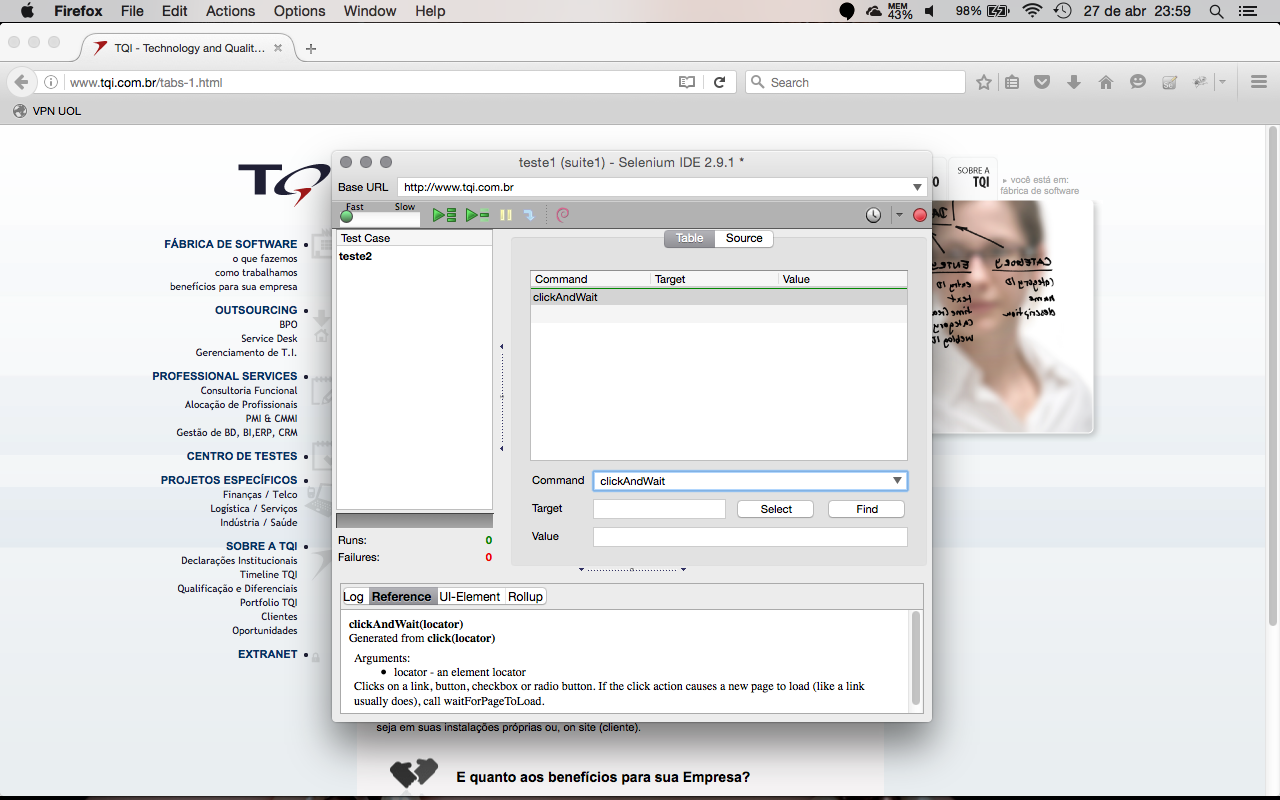 Firefox File Edit Actions Options Window Help MEM 43% 98% 27 de abr 23:59
TQI - Technology and Qualit...
www.tqi.com.br/tabs-1.html
Search
VPN UOL
TQI
teste1 (suite1) - Selenium IDE 2.9.1 *
Base URL http://www.tqi.com.br
Fast Slow
Test Case
teste2
Runs: 0
Failures: 0
Table Source
Command Target Value
clickAndWait
Command clickAndWait
Target Select Find
Value
Log Reference UI-Element Rollup
clickAndWait(locator)
Generated from click(locator)
Arguments:
• locator - an element locator
Clicks on a link, button, checkbox or radio button. If the click action causes a new page to load (like a link
usually does), call waitForPageToLoad.
FÁBRICA DE SOFTWARE
o que fazemos
como trabalhamos
benefícios para sua empresa
OUTSOURCING
BPO
Service Desk
Gerenciamento de T.I.
PROFESSIONAL SERVICES
Consultoria Funcional
Alocação de Profissionais
PMI & CMMI
Gestão de BD, BI,ERP, CRM
CENTRO DE TESTES
PROJETOS ESPECÍFICOS
Finanças / Telco
Logística / Serviços
Indústria / Saúde
SOBRE A TQI
Declarações Institucionais
Timeline TQI
Qualificação e Diferenciais
Portfolio TQI
Clientes
Oportunidades
EXTRANET
SOBRE A
TQI
▸ você está em:
fábrica de software
CATEGORY
category ID
name
description
seja em suas instalações próprias ou, on site (cliente).
E quanto aos benefícios para sua Empresa?